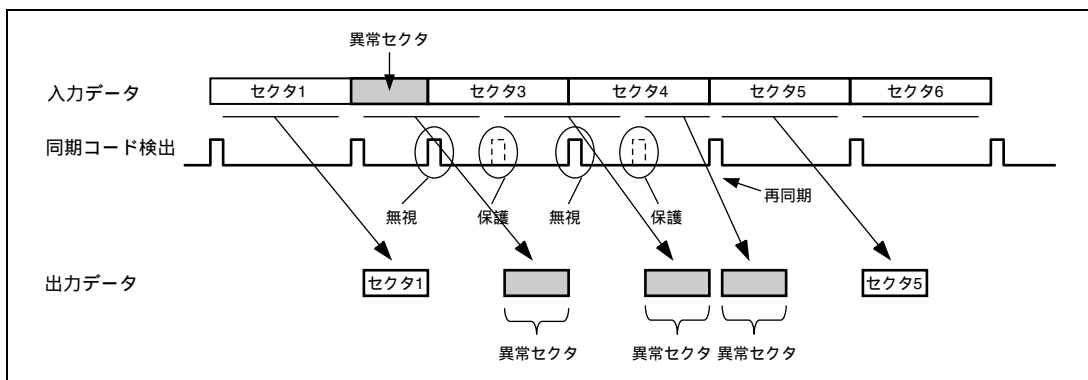 異常セクタ
入力データ
セクタ1
セクタ3
セクタ4
セクタ5
セクタ6
同期コード検出
無視
保護
無視
保護
再同期
出力データ
セクタ1
セクタ5
異常セクタ
異常セクタ
異常セクタ